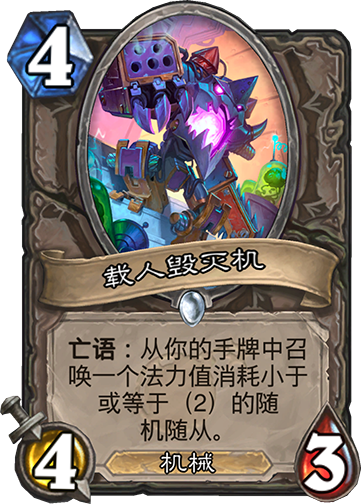 4
载人毁灭机
亡语：从你的手牌中召
唤一个法力值消耗小于
或等于（2）的随
机随从。
4
机械
3